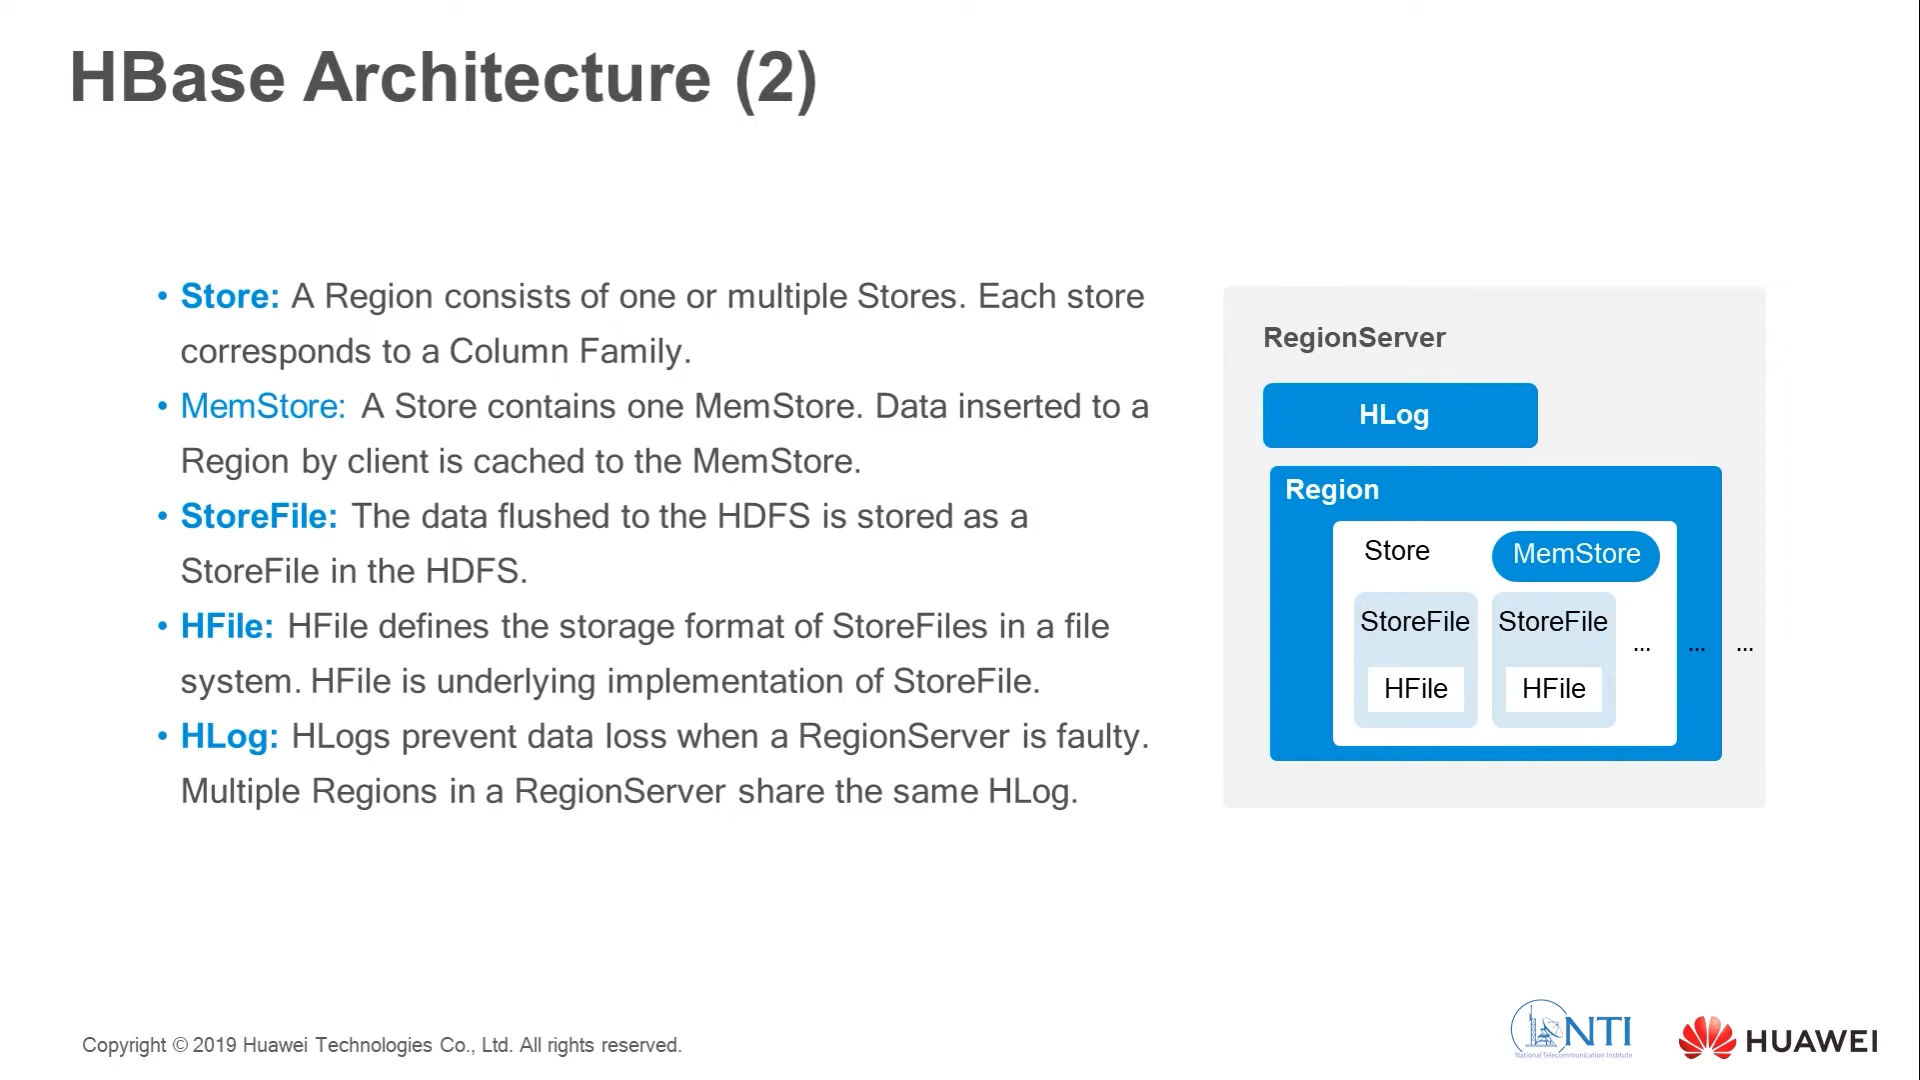 HBase Architecture (2)
• Store: A Region consists of one or multiple Stores. Each store
corresponds to a Column Family.
• MemStore: A Store contains one MemStore. Data inserted to a
Region by client is cached to the MemStore.
• StoreFile: The data flushed to the HDFS is stored as a
StoreFile in the HDFS.
• HFile: HFile defines the storage format of StoreFiles in a file
system. HFile is underlying implementation of StoreFile.
• HLog: HLogs prevent data loss when a RegionServer is faulty.
Multiple Regions in a RegionServer share the same HLog.
RegionServer
HLog
Region
Store MemStore
StoreFile StoreFile
... ... ...
HFile HFile
Copyright © 2019 Huawei Technologies Co., Ltd. All rights reserved.
NTI
National Telecommunication Institute
HUAWEI